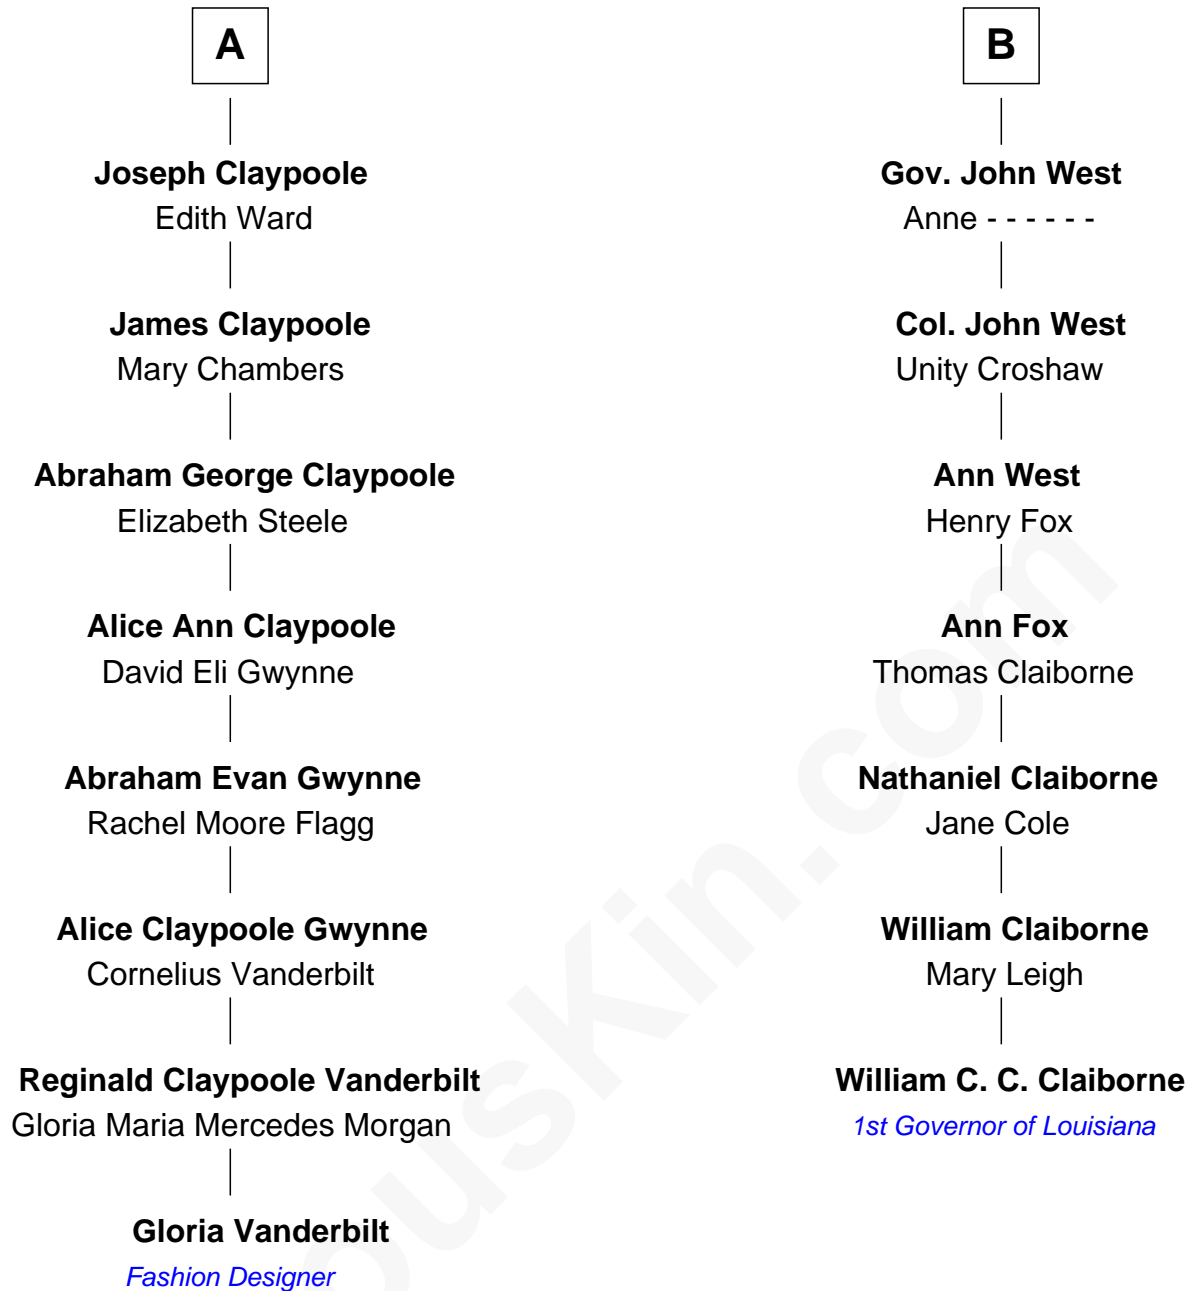 A
Joseph Claypoole
Edith Ward
James Claypoole
Mary Chambers
Abraham George Claypoole
Elizabeth Steele
Alice Ann Claypoole
David Eli Gwynne
Abraham Evan Gwynne
Rachel Moore Flagg
Alice Claypoole Gwynne
Cornelius Vanderbilt
Reginald Claypoole Vanderbilt
Gloria Maria Mercedes Morgan
Gloria Vanderbilt
Fashion Designer
B
Gov. John West
Anne - - - - - -
Col. John West
Unity Croshaw
Ann West
Henry Fox
Ann Fox
Thomas Claiborne
Nathaniel Claiborne
Jane Cole
William Claiborne
Mary Leigh
William C. C. Claiborne
1st Governor of Louisiana
ousKin.com